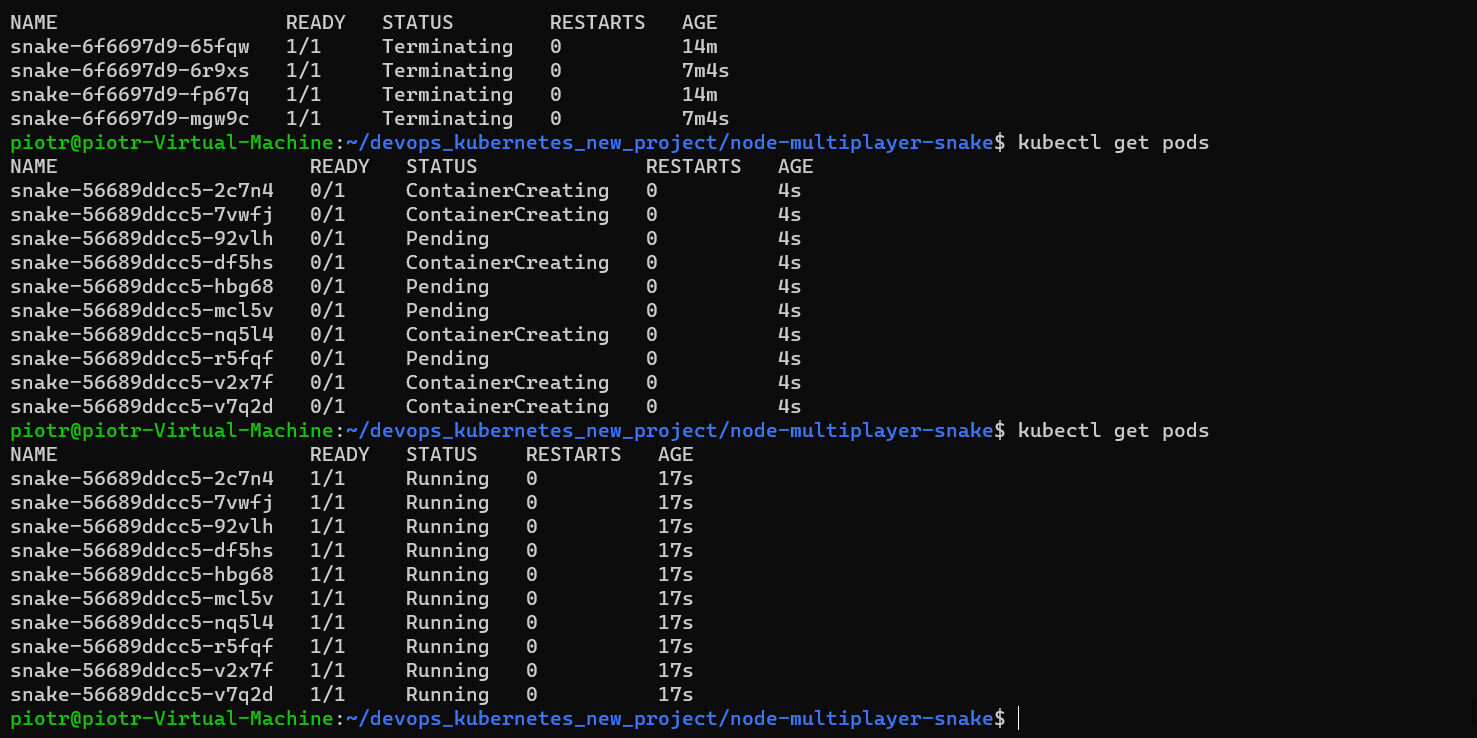 NAME                   READY   STATUS        RESTARTS   AGE
snake-6f6697d9-65fqw   1/1     Terminating   0          14m
snake-6f6697d9-6r9xs   1/1     Terminating   0          7m4s
snake-6f6697d9-fp67q   1/1     Terminating   0          14m
snake-6f6697d9-mgw9c   1/1     Terminating   0          7m4s
piotr@piotr-Virtual-Machine:~/devops_kubernetes_new_project/node-multiplayer-snake$ kubectl get pods
NAME                     READY   STATUS              RESTARTS   AGE
snake-56689ddcc5-2c7n4   0/1     ContainerCreating   0          4s
snake-56689ddcc5-7vwfj   0/1     ContainerCreating   0          4s
snake-56689ddcc5-92vlh   0/1     Pending             0          4s
snake-56689ddcc5-df5hs   0/1     ContainerCreating   0          4s
snake-56689ddcc5-hbg68   0/1     Pending             0          4s
snake-56689ddcc5-mcl5v   0/1     Pending             0          4s
snake-56689ddcc5-nq5l4   0/1     ContainerCreating   0          4s
snake-56689ddcc5-r5fqf   0/1     Pending             0          4s
snake-56689ddcc5-v2x7f   0/1     ContainerCreating   0          4s
snake-56689ddcc5-v7q2d   0/1     ContainerCreating   0          4s
piotr@piotr-Virtual-Machine:~/devops_kubernetes_new_project/node-multiplayer-snake$ kubectl get pods
NAME                     READY   STATUS    RESTARTS   AGE
snake-56689ddcc5-2c7n4   1/1     Running   0          17s
snake-56689ddcc5-7vwfj   1/1     Running   0          17s
snake-56689ddcc5-92vlh   1/1     Running   0          17s
snake-56689ddcc5-df5hs   1/1     Running   0          17s
snake-56689ddcc5-hbg68   1/1     Running   0          17s
snake-56689ddcc5-mcl5v   1/1     Running   0          17s
snake-56689ddcc5-nq5l4   1/1     Running   0          17s
snake-56689ddcc5-r5fqf   1/1     Running   0          17s
snake-56689ddcc5-v2x7f   1/1     Running   0          17s
snake-56689ddcc5-v7q2d   1/1     Running   0          17s
piotr@piotr-Virtual-Machine:~/devops_kubernetes_new_project/node-multiplayer-snake$